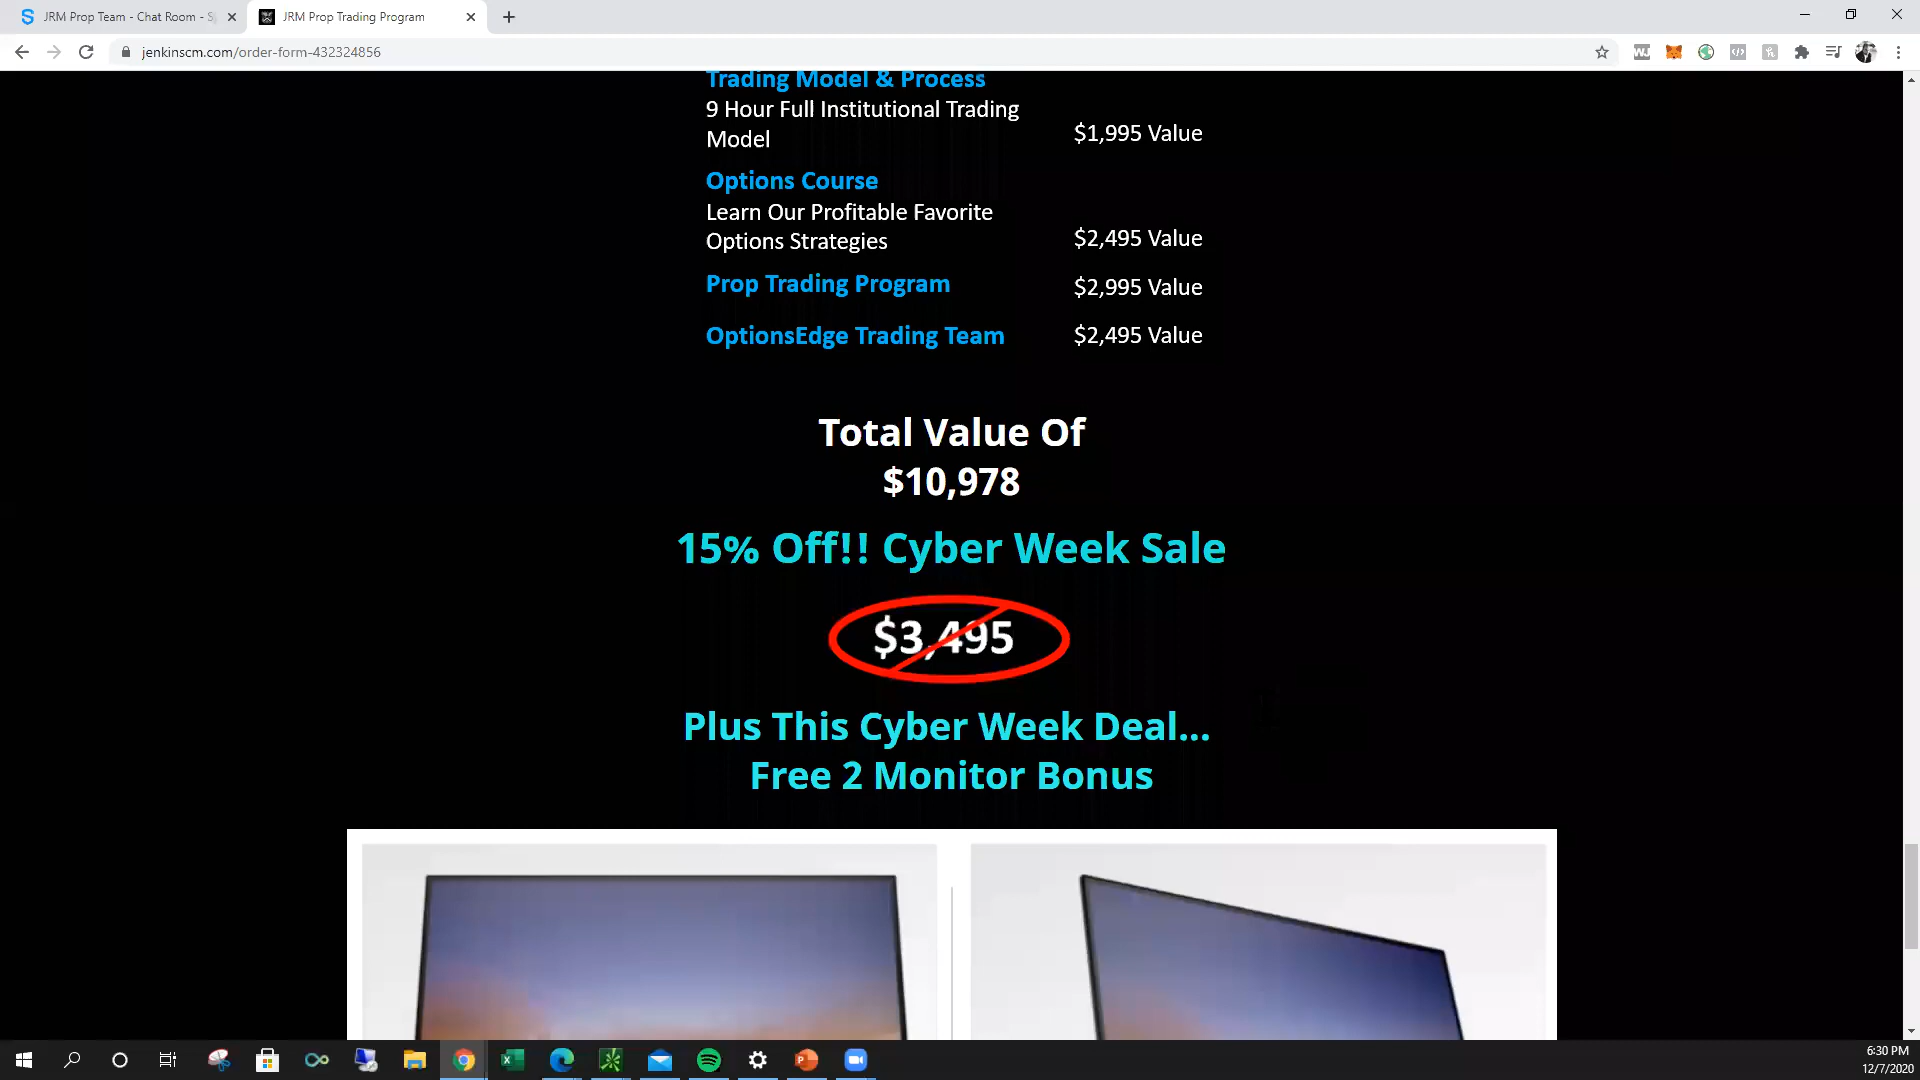 JRM Prop Team - Chat Room - S
JRM Prop Trading Program
jenkinscm.com/order-form-432324856
Trading Model & Process
9 Hour Full Institutional Trading
Model
$1,995 Value
Options Course
Learn Our Profitable Favorite
Options Strategies
$2,495 Value
Prop Trading Program
$2,995 Value
OptionsEdge Trading Team
$2,495 Value
Total Value Of
$10,978
15% Off!! Cyber Week Sale
$3,495
Plus This Cyber Week Deal...
Free 2 Monitor Bonus
6:30 PM
12/7/2020